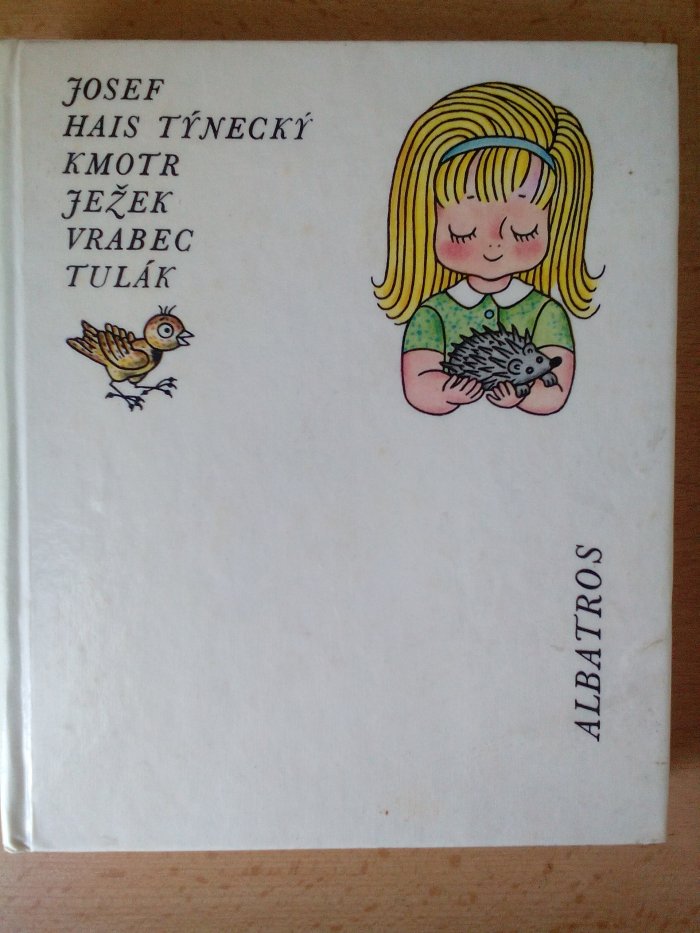 JOSEF
HAIS TÝNECKÝ
KMOTR
JEŽEK
VRABEC
TULÁK
ALBATROS